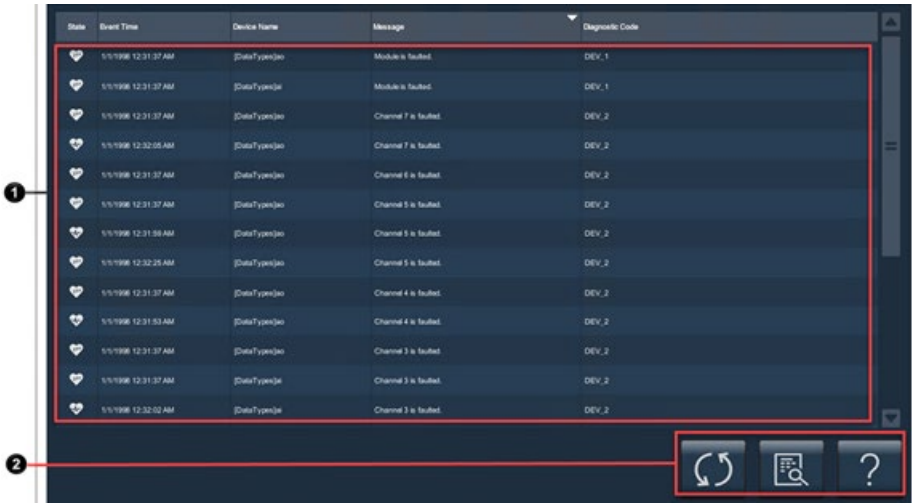 State Event Time Device Name Message Diagnostic Code
1/1/1998 12:31:37 AM [DataTypes]ao Module is faulted. DEV_1
1/1/1998 12:31:37 AM [DataTypes]ai Module is faulted. DEV_1
1/1/1998 12:31:37 AM [DataTypes]ao Channel 7 is faulted. DEV_2
1/1/1998 12:32:05 AM [DataTypes]ao Channel 7 is faulted. DEV_2
1/1/1998 12:31:37 AM [DataTypes]ao Channel 6 is faulted. DEV_2
1/1/1998 12:31:37 AM [DataTypes]ao Channel 5 is faulted. DEV_2
1/1/1998 12:31:59 AM [DataTypes]ao Channel 5 is faulted. DEV_2
1/1/1998 12:32:25 AM [DataTypes]ao Channel 5 is faulted. DEV_2
1/1/1998 12:31:37 AM [DataTypes]ao Channel 4 is faulted. DEV_2
1/1/1998 12:31:53 AM [DataTypes]ao Channel 4 is faulted. DEV_2
1/1/1998 12:31:37 AM [DataTypes]ao Channel 3 is faulted. DEV_2
1 1/1/1998 12:31:37 AM [DataTypes]ai Channel 3 is faulted. DEV_2
1/1/1998 12:32:02 AM [DataTypes]ai Channel 3 is faulted. DEV_2
2 ?